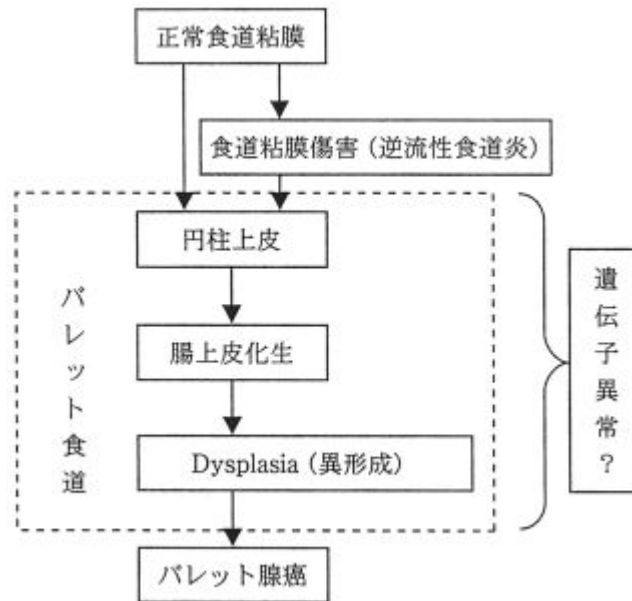 正常食道粘膜
食道粘膜傷害（逆流性食道炎）
円柱上皮
腸上皮化生
Dysplasia（異形成）
バレット腺癌
バレット食道
遺伝子異常？